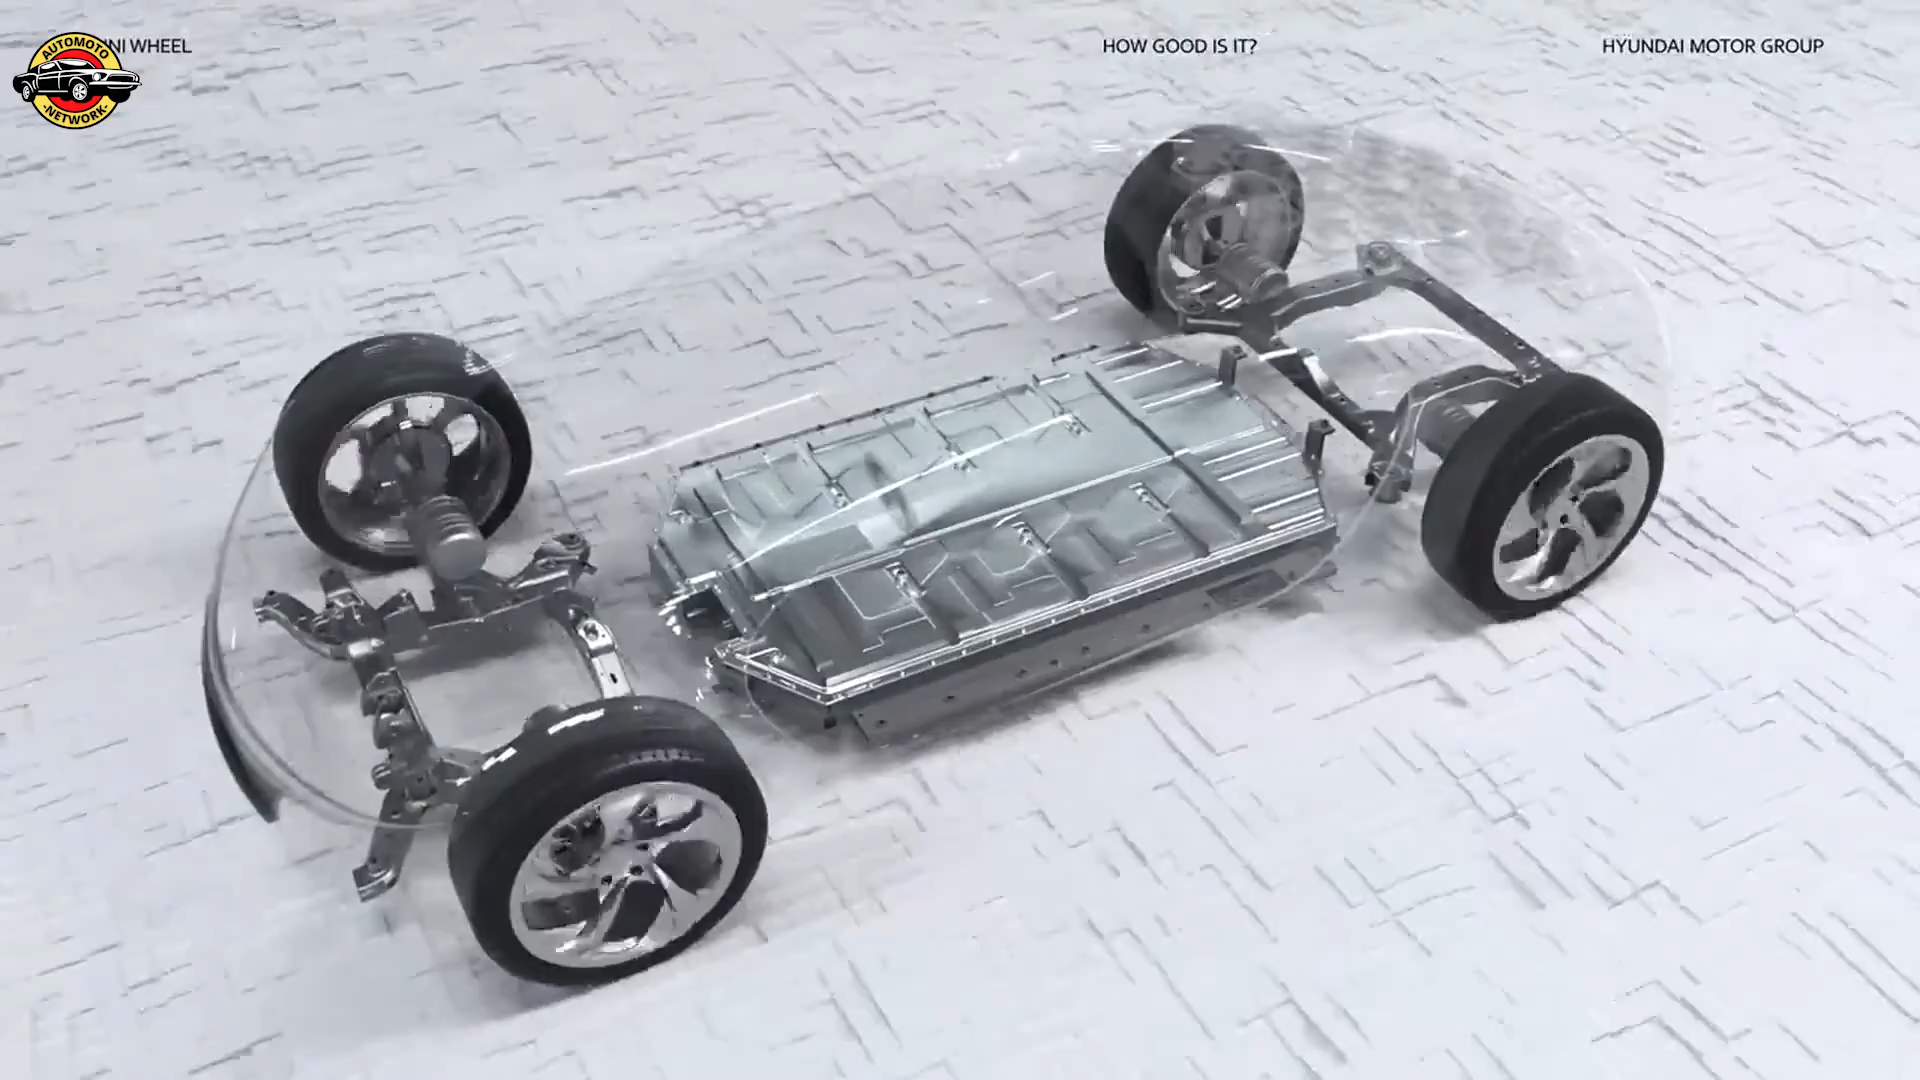 AUTOMOTO
-NETWORK-
NI WHEEL
HOW GOOD IS IT?
HYUNDAI MOTOR GROUP